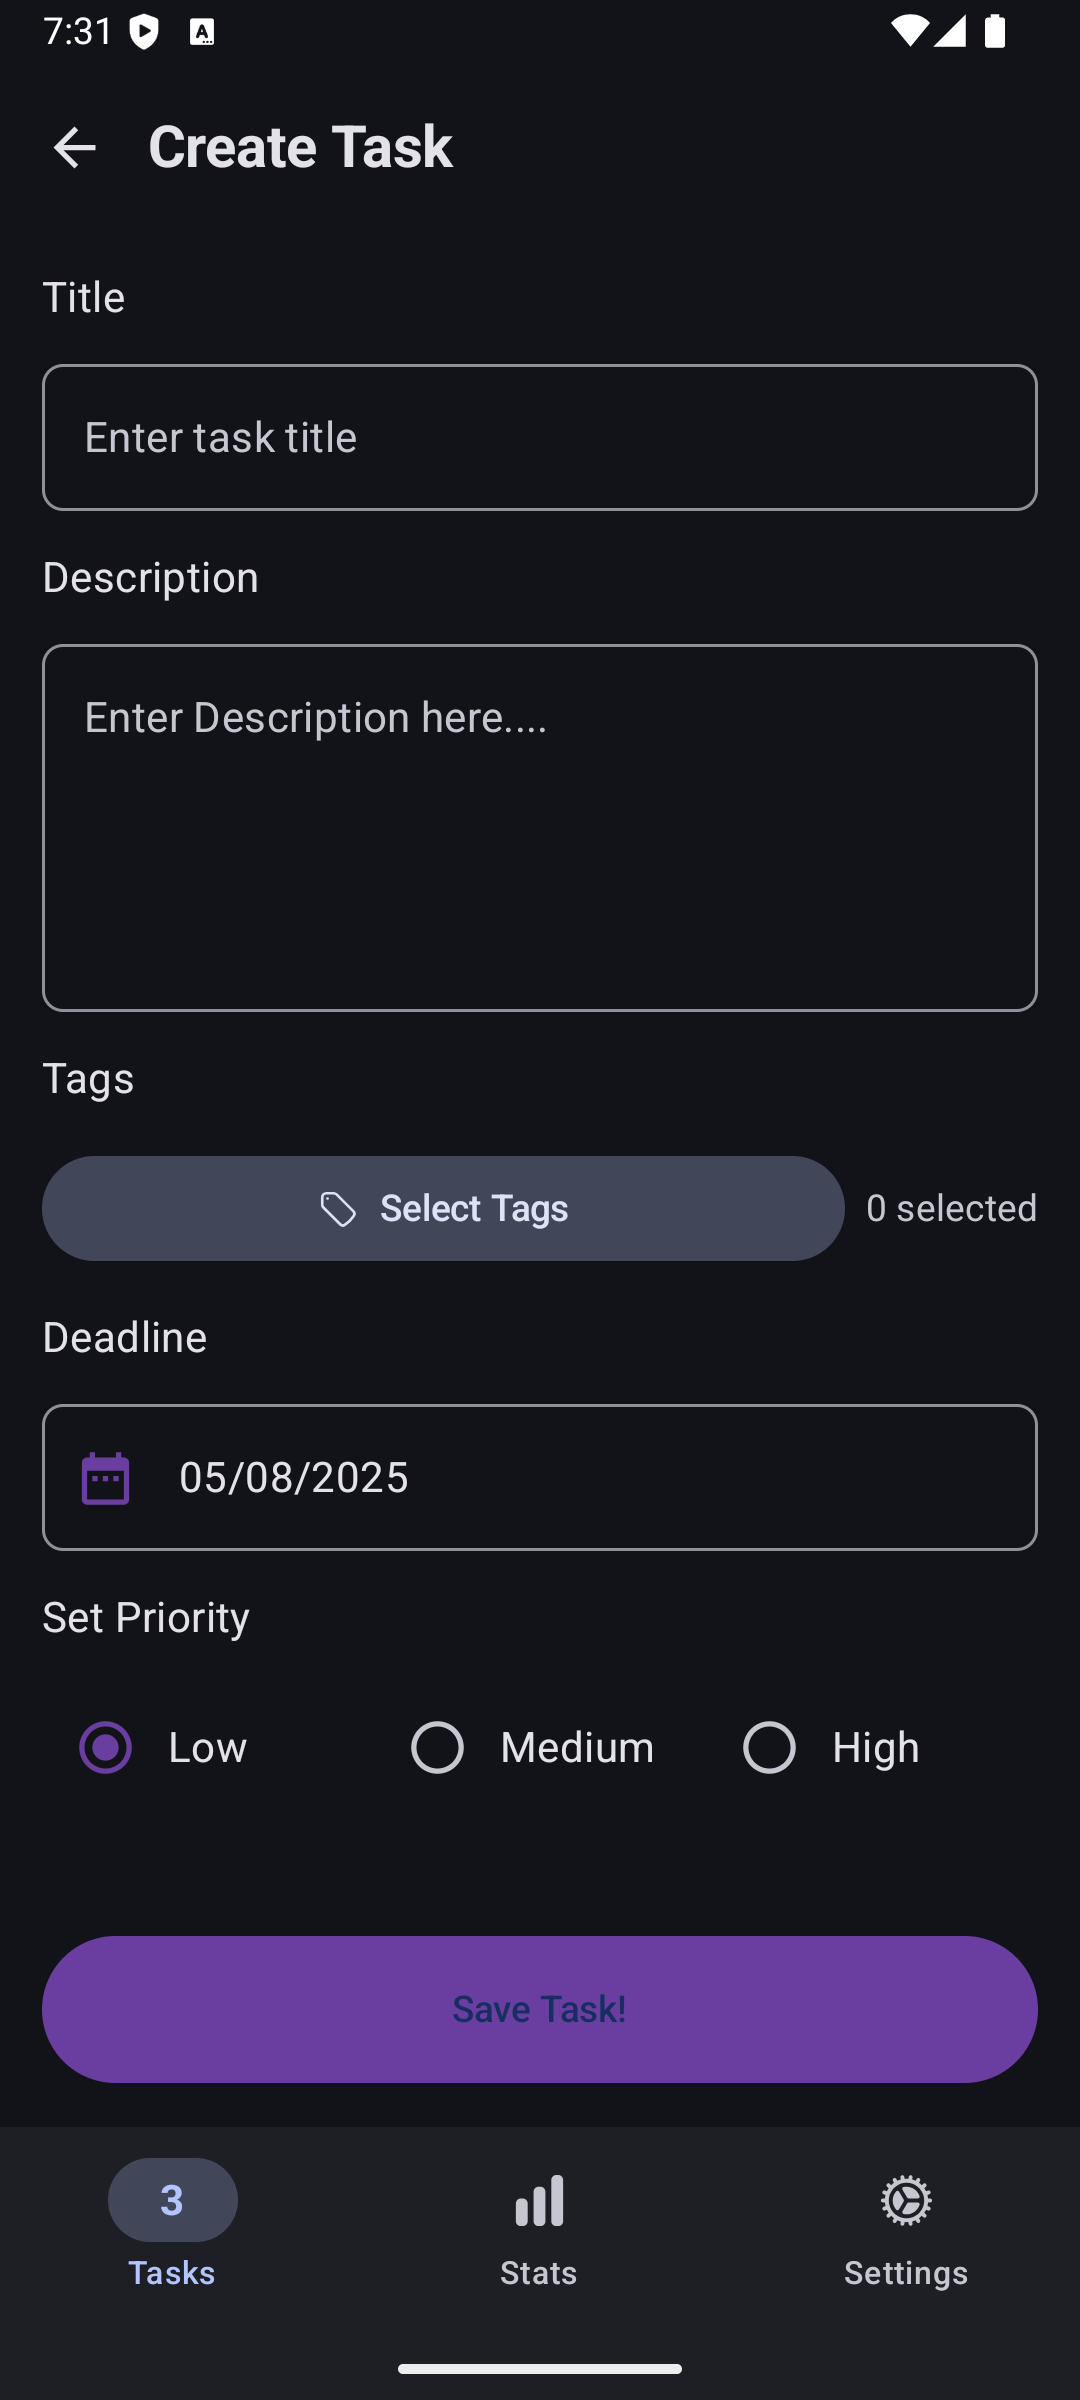 7:31
Create Task
Title
Enter task title
Description
Enter Description here....
Tags
Select Tags
0 selected
Deadline
05/08/2025
Set Priority
Low
Medium
High
Save Task!
3
Tasks
Stats
Settings